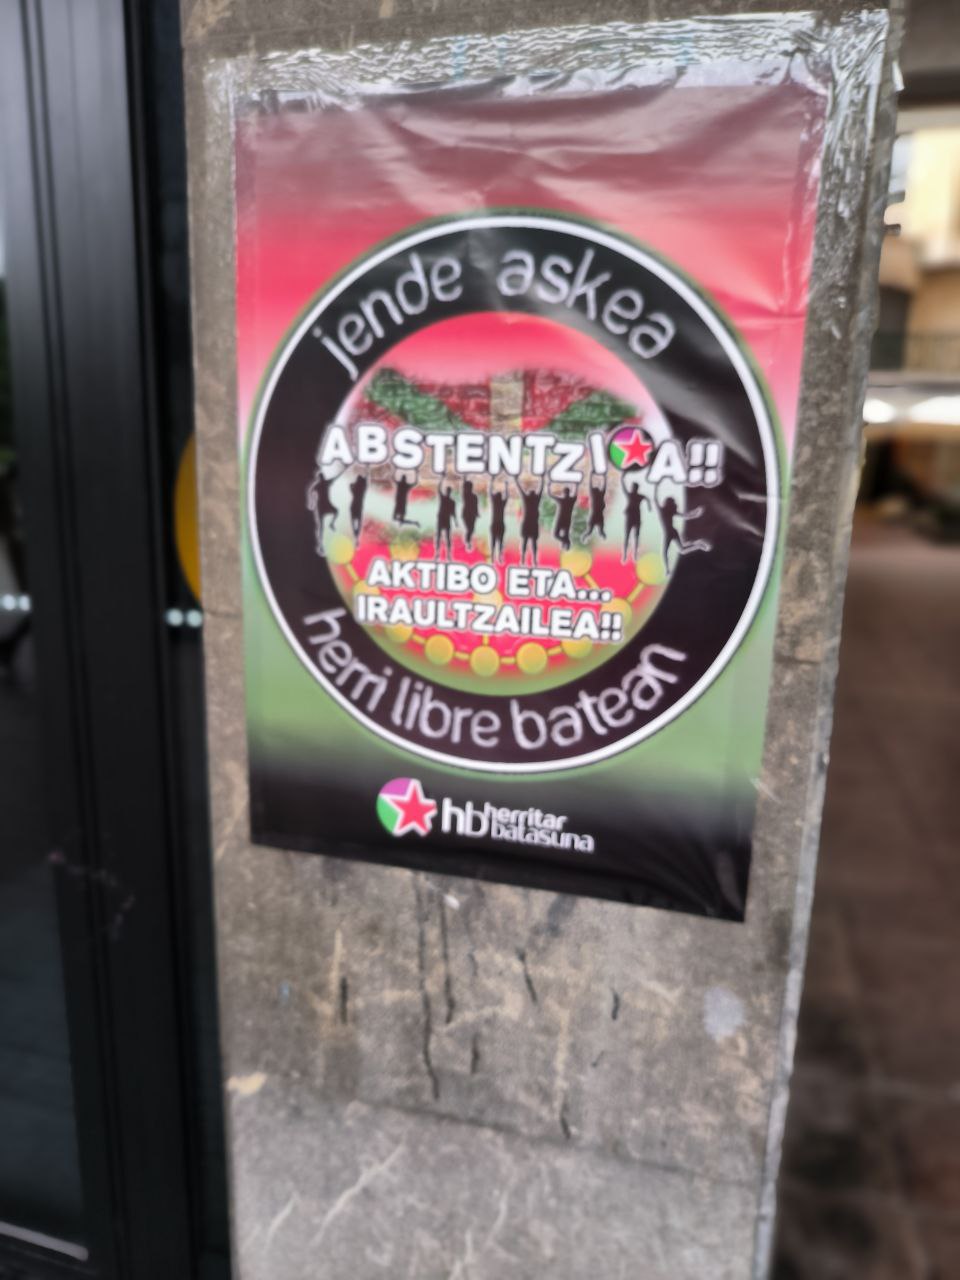 jende askea
ABSTENTZIOA!!
AKTIBO ETA...
IRAULTZAILEA!!
herri libre batean
hb herritar
batasuna